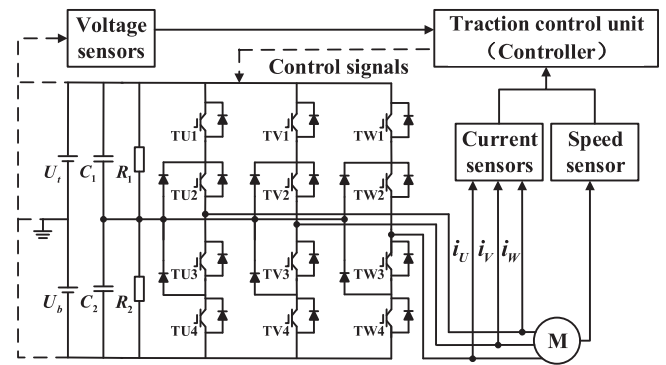 Voltage
sensors
Traction control unit
（Controller）
Control signals
Current
sensors
Speed
sensor
TU1
TV1
TW1
U_t
C_1
R_1
TU2
TV2
TW2
i_U
i_V
i_W
TU3
TV3
TW3
U_b
C_2
R_2
TU4
TV4
TW4
M